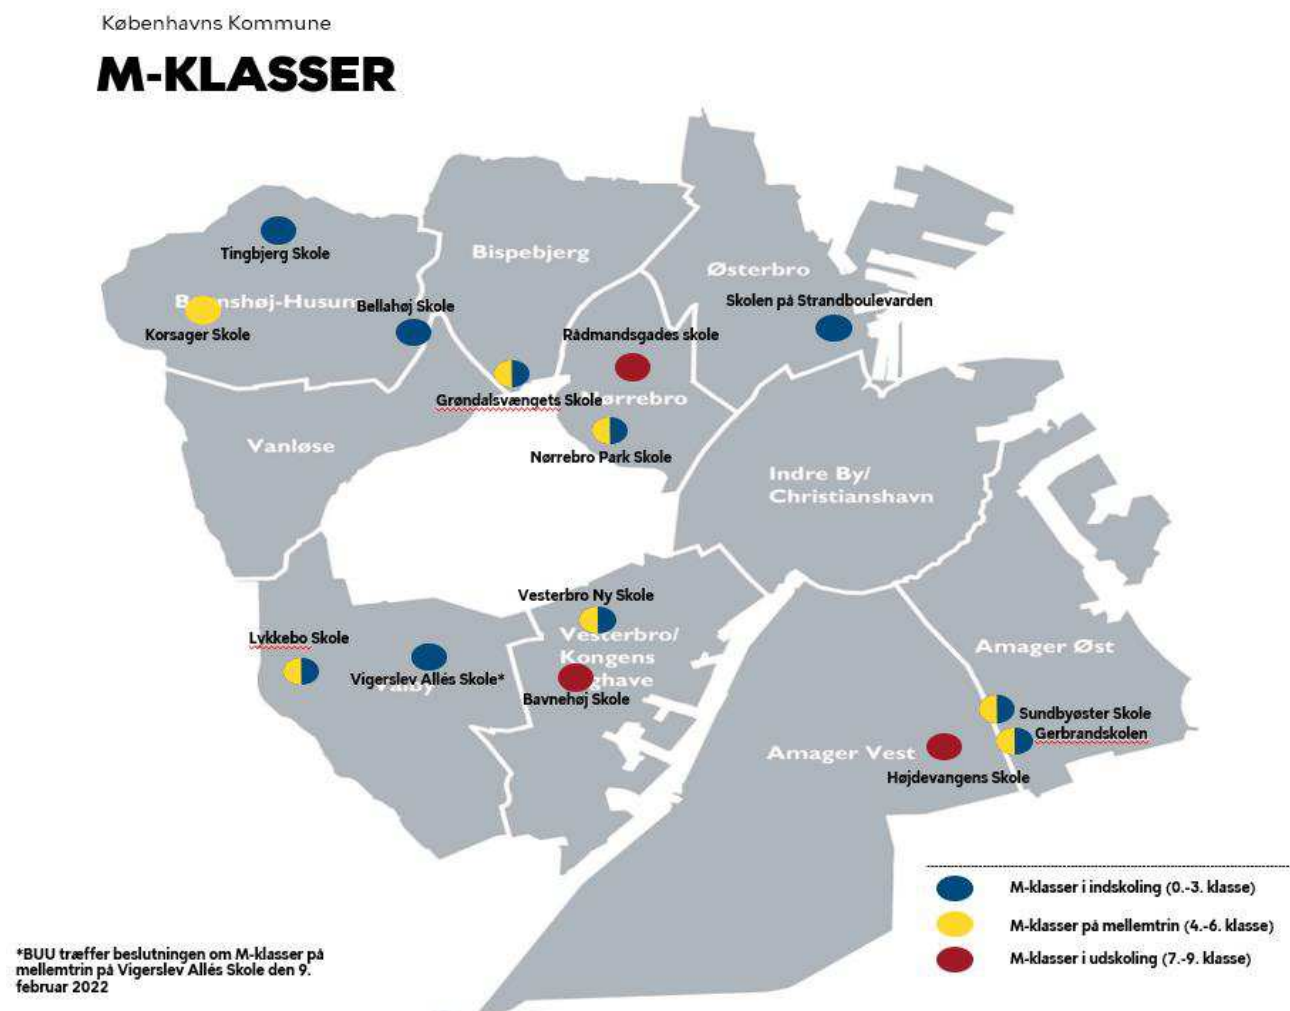 Københavns Kommune
M-KLASSER
Bispebjerg
Østerbro
Tingbjerg Skole
Skolen på Strandboulevarden
Bellahøj Skole
Korsager Skole
Rådmandsgades skole
Grøndalsvængets Skole
Vanløse
Nørrebro Park Skole
Indre By/
Christianshavn
Vesterbro Ny Skole
Lykkebo Skole
Vesterbro/
Kongens
Amager Øst
Vigerslev Allés Skole*
Bavnehøj Skole
Sundbyøster Skole
Gerbrandskolen
Amager Vest
Højdevangens Skole
M-klasser i indskoling (0.-3. klasse)
M-klasser på mellemtrin (4.-6. klasse)
M-klasser i udskoling (7.-9. klasse)
*BUU træffer beslutningen om M-klasser på
mellemtrin på Vigerslev Allés Skole den 9.
februar 2022